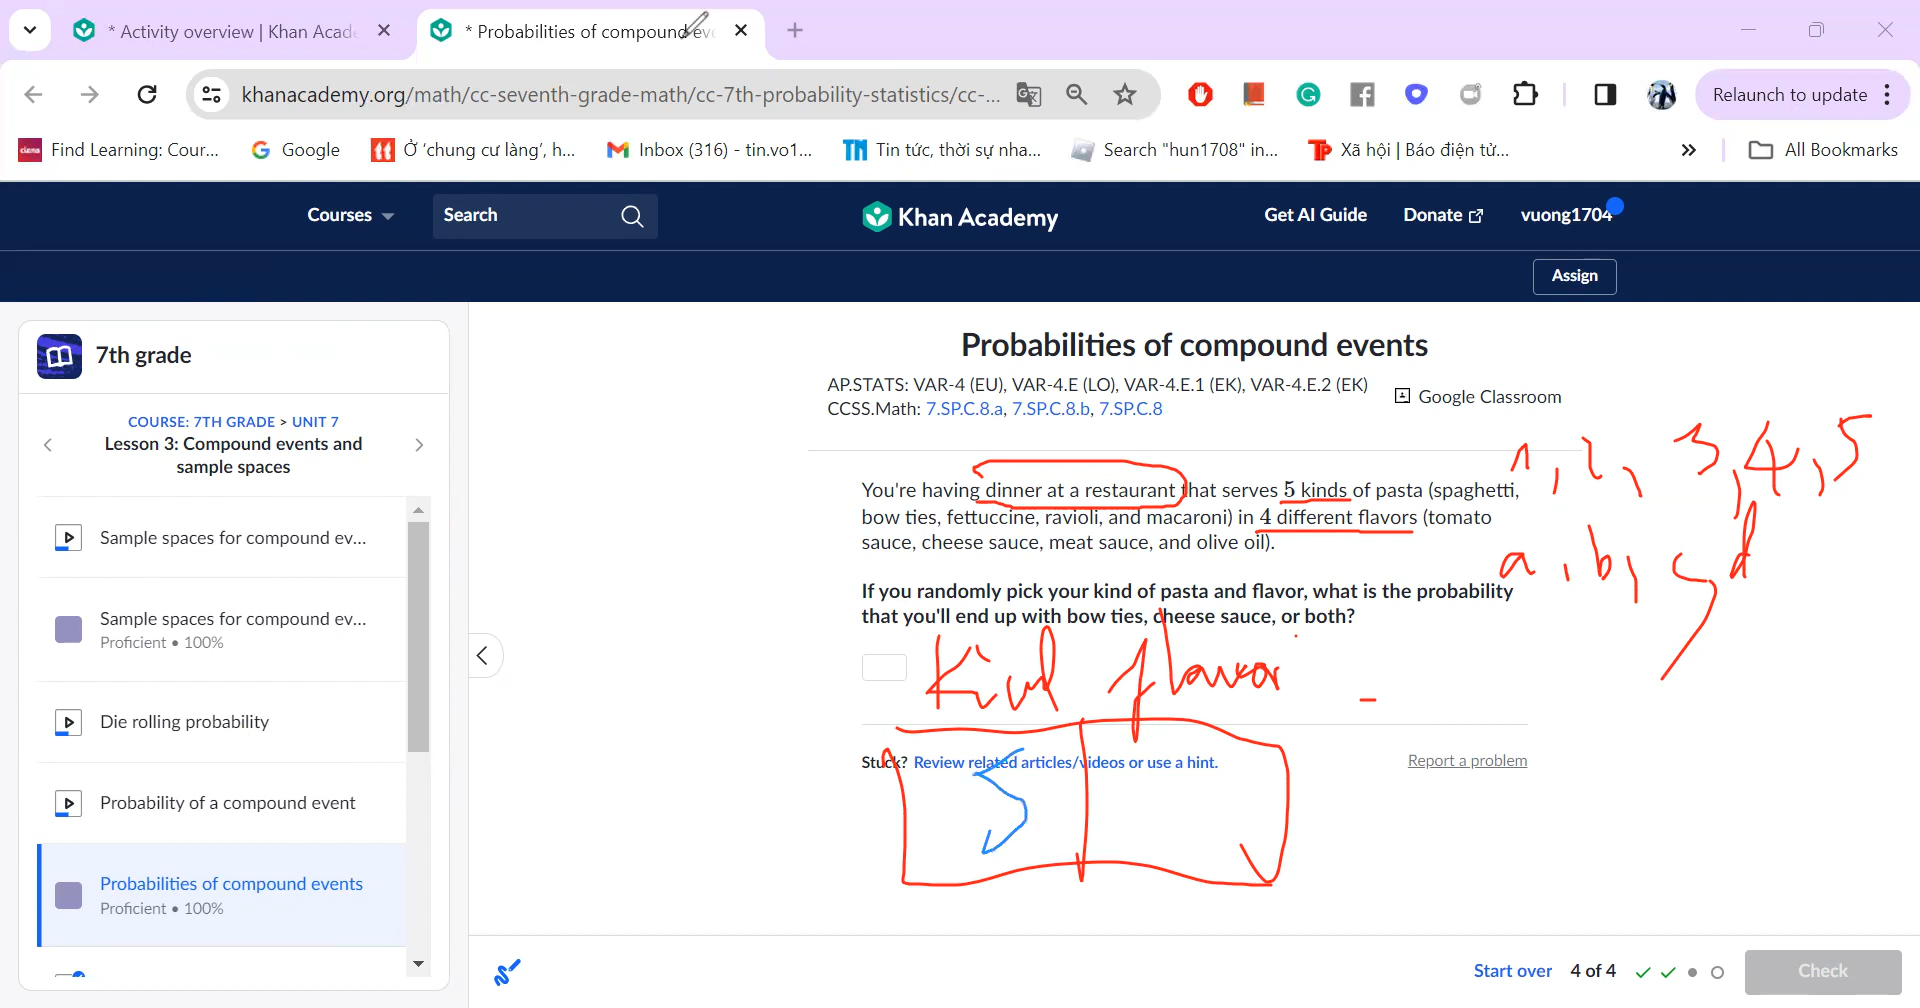 * Activity overview | Khan Acade
* Probabilities of compound eve
khanacademy.org/math/cc-seventh-grade-math/cc-7th-probability-statistics/cc-...
Relaunch to update
Find Learning: Cour...
Google
Ở ‘chung cư làng’, h...
Inbox (316) - tin.vo1...
Tin tức, thời sự nha...
Search "hun1708" in...
Xã hội | Báo điện tử...
»
All Bookmarks
Courses
Search
Khan Academy
Get AI Guide
Donate
vuong1704
Assign
7th grade
COURSE: 7TH GRADE > UNIT 7
Lesson 3: Compound events and
sample spaces
Sample spaces for compound ev...
Sample spaces for compound ev...
Proficient • 100%
Die rolling probability
Probability of a compound event
Probabilities of compound events
Proficient • 100%
Probabilities of compound events
AP.STATS: VAR-4 (EU), VAR-4.E (LO), VAR-4.E.1 (EK), VAR-4.E.2 (EK)
CCSS.Math: 7.SP.C.8.a, 7.SP.C.8.b, 7.SP.C.8
Google Classroom
1, 2, 3, 4, 5
You're having dinner at a restaurant that serves 5 kinds of pasta (spaghetti,
bow ties, fettuccine, ravioli, and macaroni) in 4 different flavors (tomato
sauce, cheese sauce, meat sauce, and olive oil).
a, b, c, d
If you randomly pick your kind of pasta and flavor, what is the probability
that you'll end up with bow ties, cheese sauce, or both?
Kind flavor
Stuck? Review related articles/videos or use a hint.
Report a problem
5
Start over
4 of 4
Check